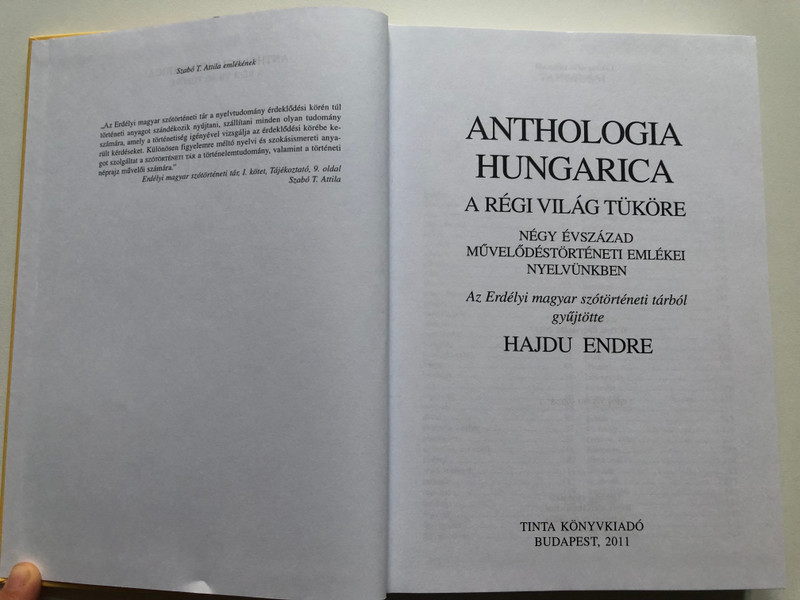 Szabó T. Attila emlékének
„Az Erdélyi magyar szótörténeti tár a nyelvtudomány érdeklődési körén túl
történeti anyagot szándékozik nyújtani, szállítani minden olyan tudomány
számára, amely a történetiség igényével vizsgálja az érdeklődési körébe ke-
rült kérdéseket. Különösen figyelemre méltó nyelvi és szokásismereti anya-
got szolgáltat a SZÓTÖRTÉNETI TÁR a történelemtudomány, valamint a történeti
néprajz művelői számára.”
Erdélyi magyar szótörténeti tár, I. kötet, Tájékoztató, 9. oldal
Szabó T. Attila
ANTHOLOGIA
HUNGARICA
A RÉGI VILÁG TÜKÖRE
NÉGY ÉVSZÁZAD
MŰVELŐDÉSTÖRTÉNETI EMLÉKEI
NYELVÜNKBEN
Az Erdélyi magyar szótörténeti tárból
gyűjtötte
HAJDU ENDRE
TINTA KÖNYVKIADÓ
BUDAPEST, 2011